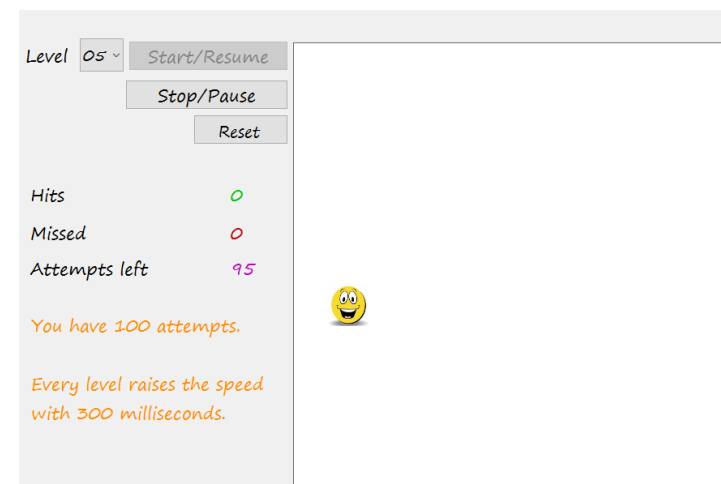 Level 05 Start/Resume
Stop/Pause
Reset
Hits 0
Missed 0
Attempts left 95
You have 100 attempts.
Every level raises the speed
with 300 milliseconds.